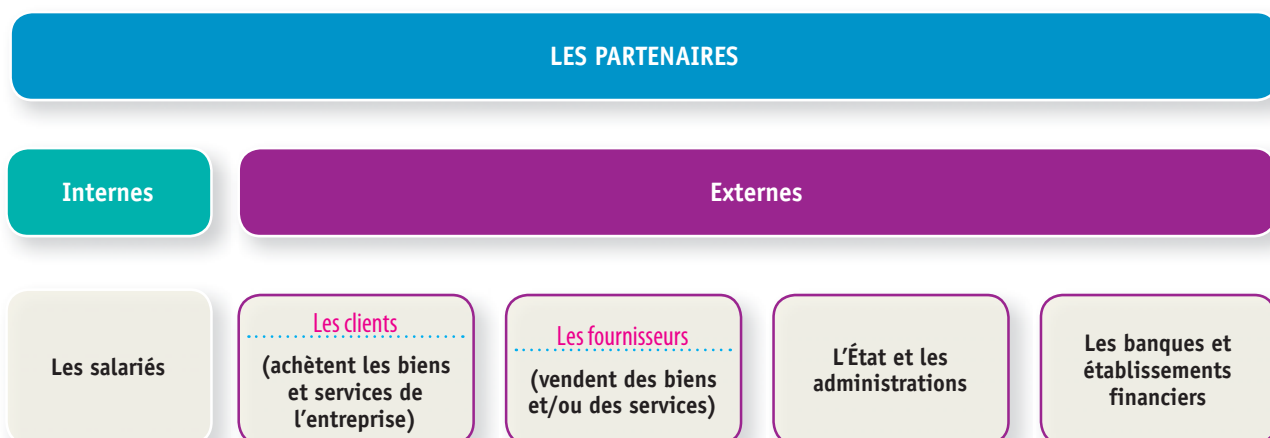 LES PARTENAIRES
Internes
Externes
Les salariés
Les clients
(achètent les biens
et services de
l’entreprise)
Les fournisseurs
(vendent des biens
et/ou des services)
L’État et les
administrations
Les banques et
établissements
financiers